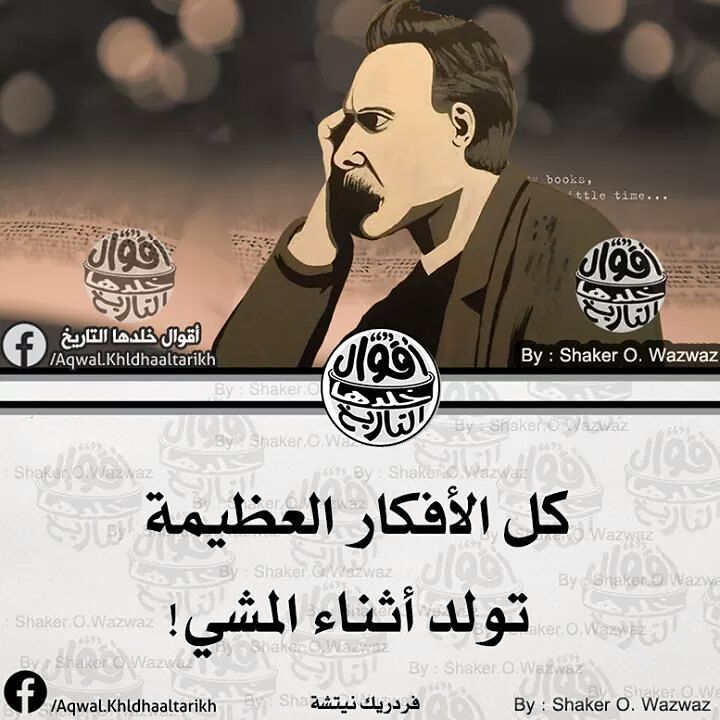 books,
little time...
أقوال
خلدها
التاريخ
أقوال
خلدها
التاريخ
أقوال خلدها التاريخ
/Aqwal.Khldhaaltarikh
By : Shaker O. Wazwaz
أقوال
خلدها
التاريخ
كل الأفكار العظيمة
تولد أثناء المشي!
/Aqwal.Khldhaaltarikh
فردريك نيتشة
By : Shaker O. Wazwaz